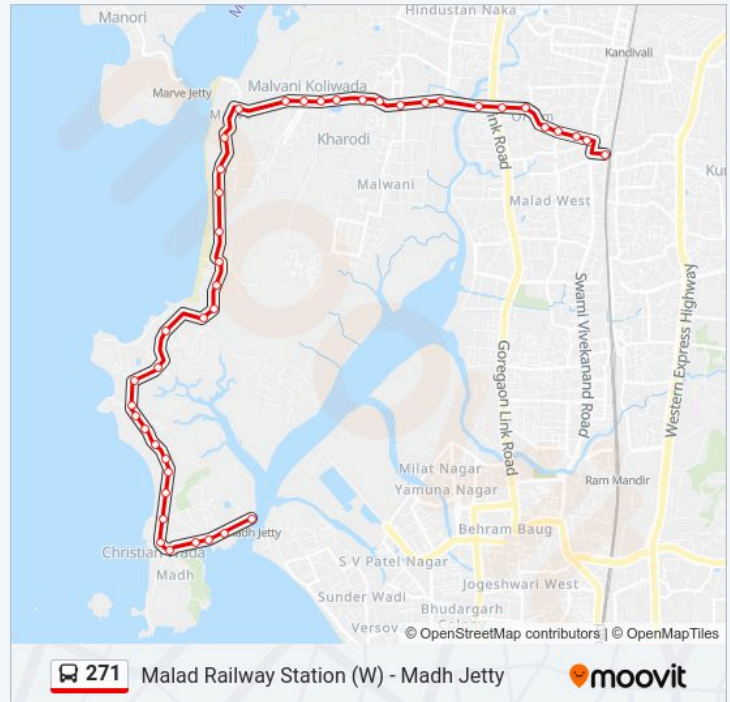 Hindustan Naka
Manori
Kandivali
Malvani Koliwada
Marve Jetty
Kharodi
Link Road
Malwani
Malad West
Swami Vivekanand Road
Western Express Highway
Goregaon Link Road
Milat Nagar
Yamuna Nagar
Ram Mandir
Behram Baug
Madh Jetty
Christian Wada
S V Patel Nagar
Madh
Jogeshwari West
Sunder Wadi
Bhudargarh
Colony
Versov
© OpenStreetMap contributors | © OpenMapTiles
271 Malad Railway Station (W) - Madh Jetty
moovit